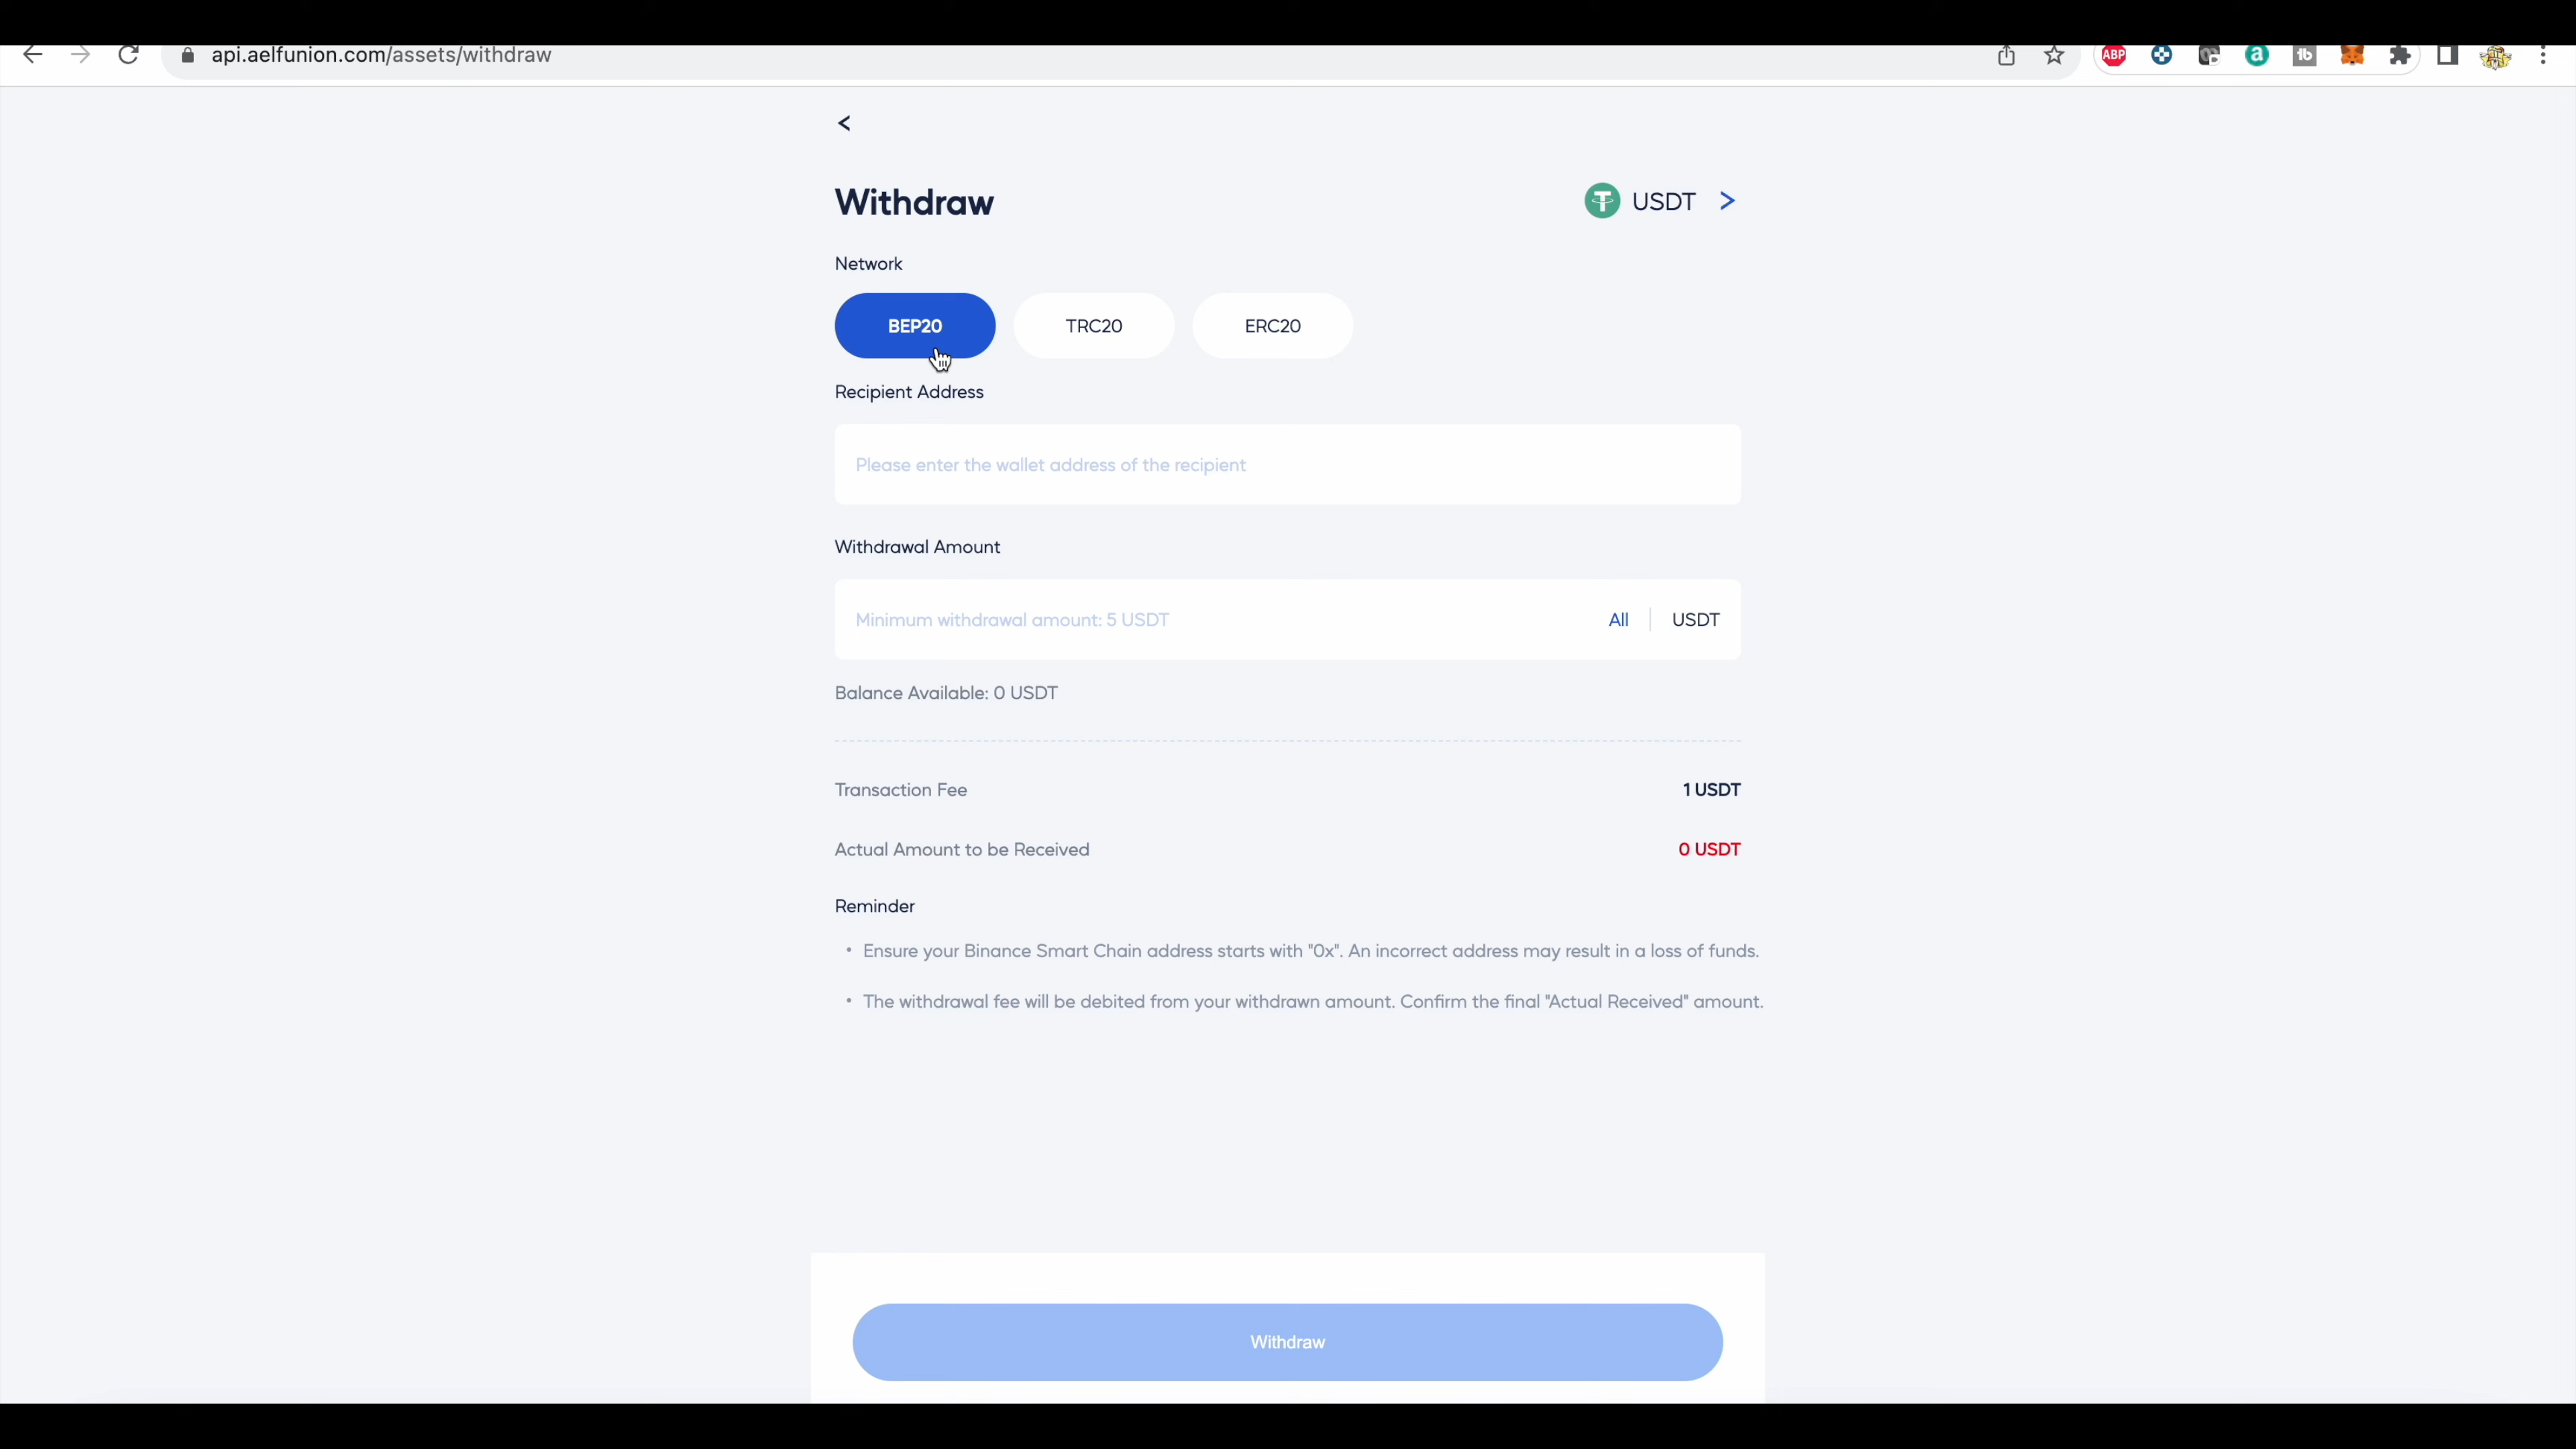 api.aelfunion.com/assets/withdraw
ABP
a
tb
<
Withdraw
USDT >
Network
BEP20
TRC20
ERC20
Recipient Address
Please enter the wallet address of the recipient
Withdrawal Amount
Minimum withdrawal amount: 5 USDT
All
USDT
Balance Available: 0 USDT
Transaction Fee
1 USDT
Actual Amount to be Received
0 USDT
Reminder
• Ensure your Binance Smart Chain address starts with "0x". An incorrect address may result in a loss of funds.
• The withdrawal fee will be debited from your withdrawn amount. Confirm the final "Actual Received" amount.
Withdraw